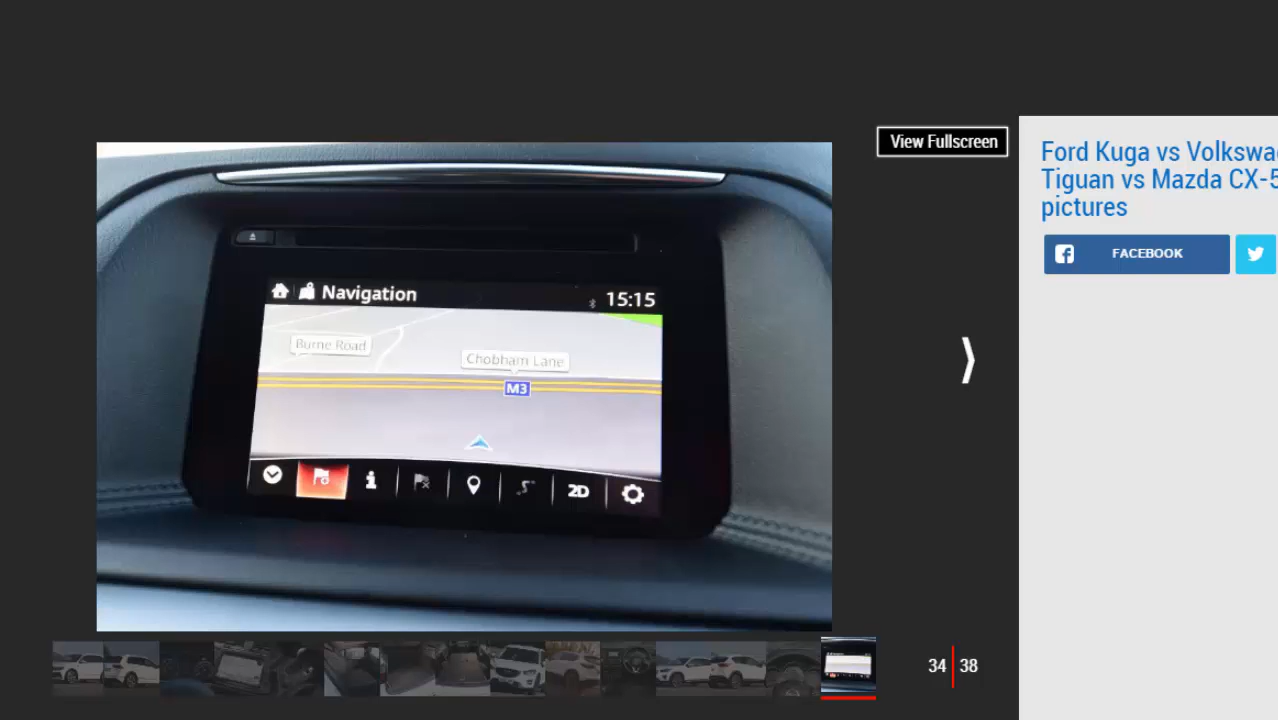 View Fullscreen
Ford Kuga vs
Tiguan vs Mazda CX-5
pictures
FACEBOOK
Navigation
15:15
Burne Road
Chobham Lane
M3
2D
34
38